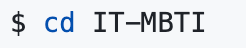 $ cd IT-MBTI